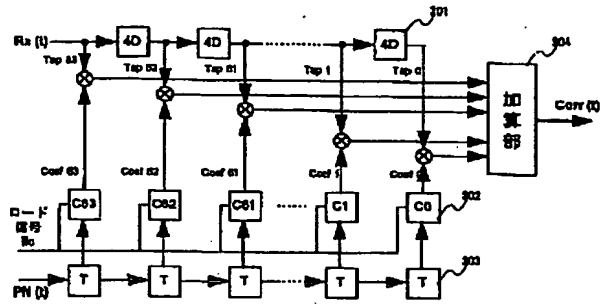 301
304
Rx (t)
4D
4D
4D
Tap 63
Tap 62
Tap 61
Tap 1
Tap 0
加算部
Corr (t)
Coef 63
Coef 62
Coef 61
Coef 1
Coef 0
C63
C62
C61
C1
C0
302
ロード
信号
PN (t)
T
T
T
T
T
303